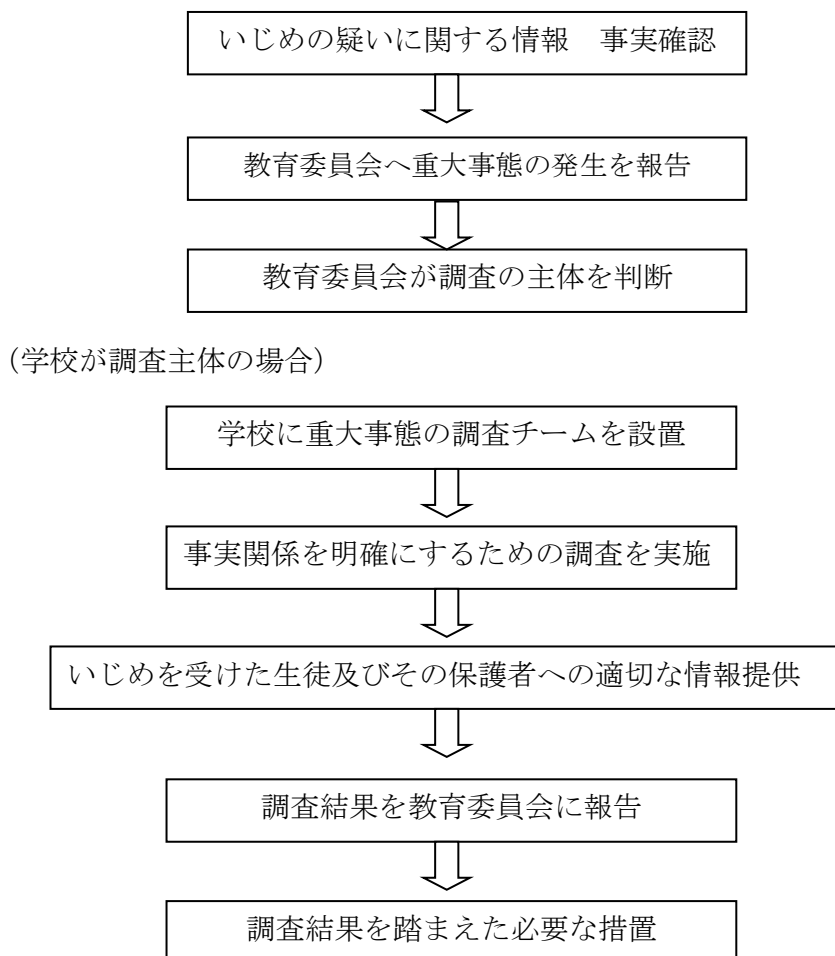 いじめの疑いに関する情報　事実確認
教育委員会へ重大事態の発生を報告
教育委員会が調査の主体を判断
（学校が調査主体の場合）
学校に重大事態の調査チームを設置
事実関係を明確にするための調査を実施
いじめを受けた生徒及びその保護者への適切な情報提供
調査結果を教育委員会に報告
調査結果を踏まえた必要な措置